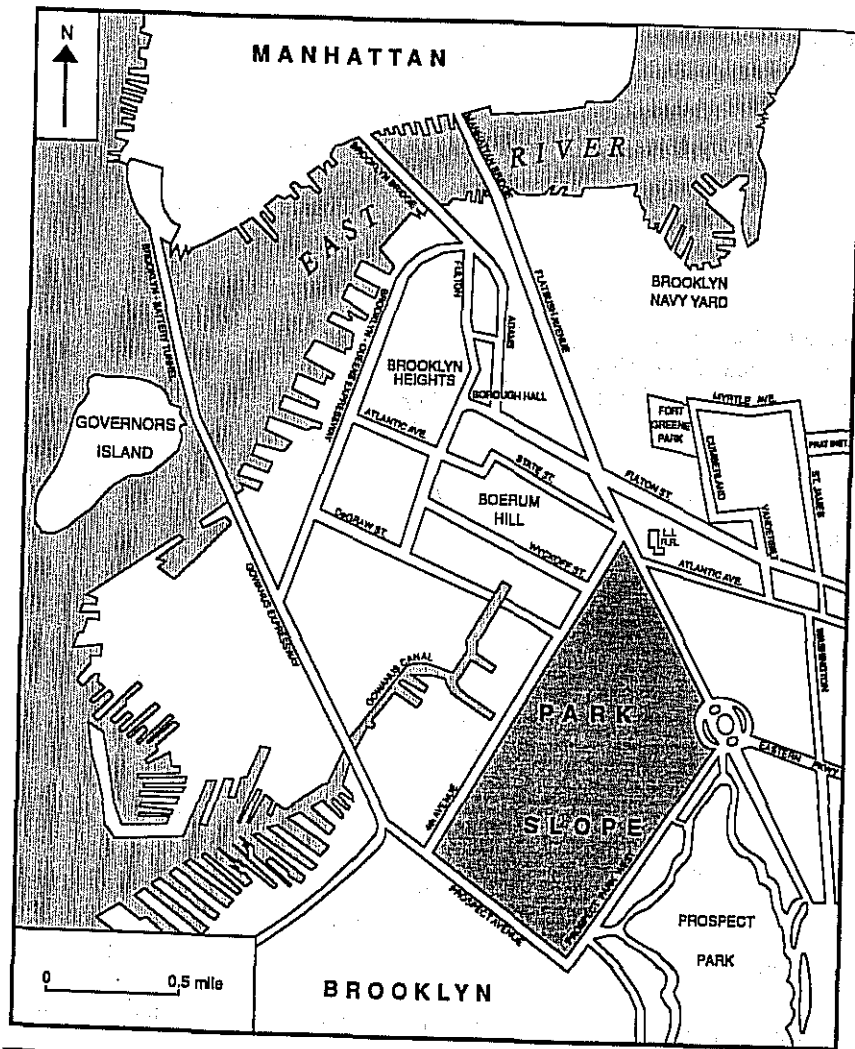 N
MANHATTAN
EAST RIVER
BROOKLYN BRIDGE
MANHATTAN BRIDGE
BROOKLYN - BATTERY TUNNEL
BROOKLYN NAVY YARD
FULTON
ADAMS
FLATBUSH AVENUE
BROOKLYN - QUEENS EXPRESSWAY
BROOKLYN
HEIGHTS
BOROUGH HALL
GOVERNORS
ISLAND
ATLANTIC AVE.
STATE ST.
FORT
GREENE
PARK
MYRTLE AVE.
PRAT INST.
CUMBERLAND
VANDERBILT
ST. JAMES
FULTON ST.
BOERUM
HILL
DeGRAW ST.
WYCKOFF ST.
L.I.
R.R.
ATLANTIC AVE.
WASHINGTON
GOWANUS EXPRESSWAY
GOWANUS CANAL
PARK
SLOPE
EASTERN PKWY
4th AVENUE
PROSPECT AVENUE
PROSPECT PARK WEST
PROSPECT
PARK
0 0.5 mile
BROOKLYN